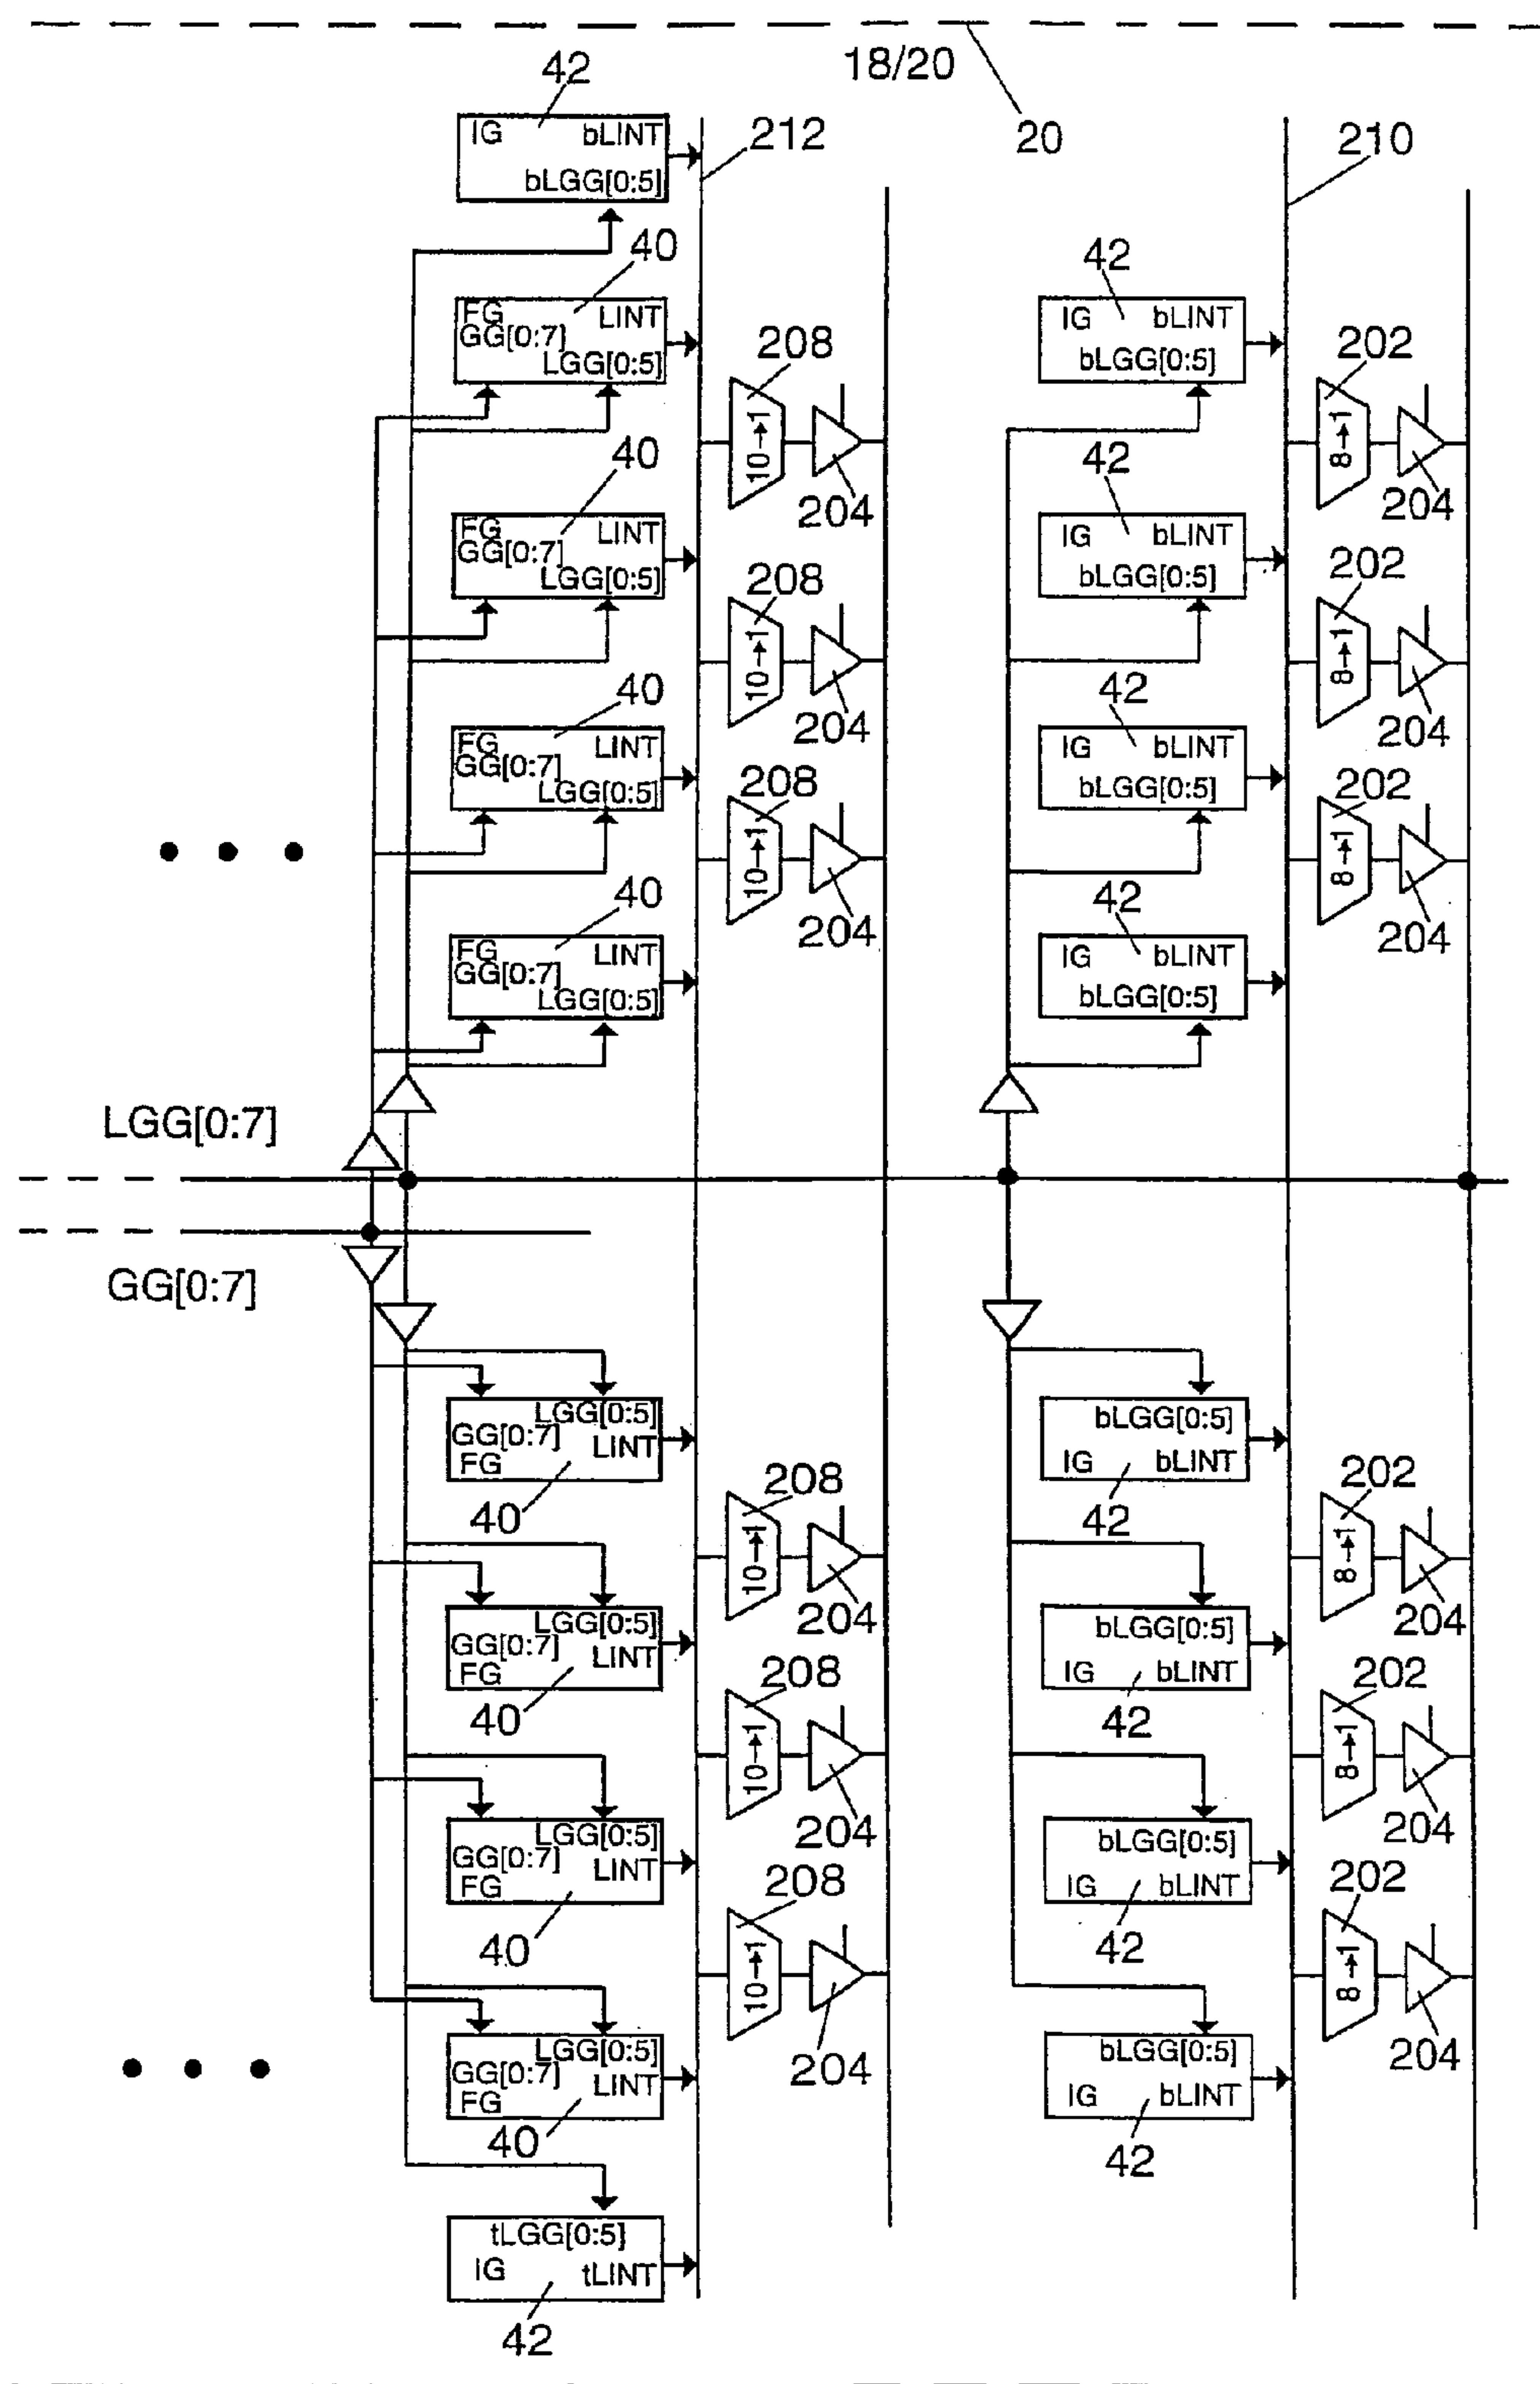 18/20
20
42
IG bLINT
bLGG[0:5]
212
210
40
FG LINT
GG[0:7]
LGG[0:5]
208
10→1
204
42
IG bLINT
bLGG[0:5]
202
8→1
204
40
FG LINT
GG[0:7]
LGG[0:5]
208
10→1
204
42
IG bLINT
bLGG[0:5]
202
8→1
204
40
FG LINT
GG[0:7]
LGG[0:5]
208
10→1
204
42
IG bLINT
bLGG[0:5]
202
8→1
204
40
FG LINT
GG[0:7]
LGG[0:5]
42
IG bLINT
bLGG[0:5]
LGG[0:7]
GG[0:7]
LGG[0:5]
GG[0:7] LINT
FG
40
208
10→1
204
bLGG[0:5]
IG bLINT
42
202
8→1
204
LGG[0:5]
GG[0:7] LINT
FG
40
208
10→1
204
bLGG[0:5]
IG bLINT
42
202
8→1
204
LGG[0:5]
GG[0:7] LINT
FG
40
208
10→1
204
bLGG[0:5]
IG bLINT
42
202
8→1
204
LGG[0:5]
GG[0:7] LINT
FG
40
bLGG[0:5]
IG bLINT
42
tLGG[0:5]
IG tLINT
42